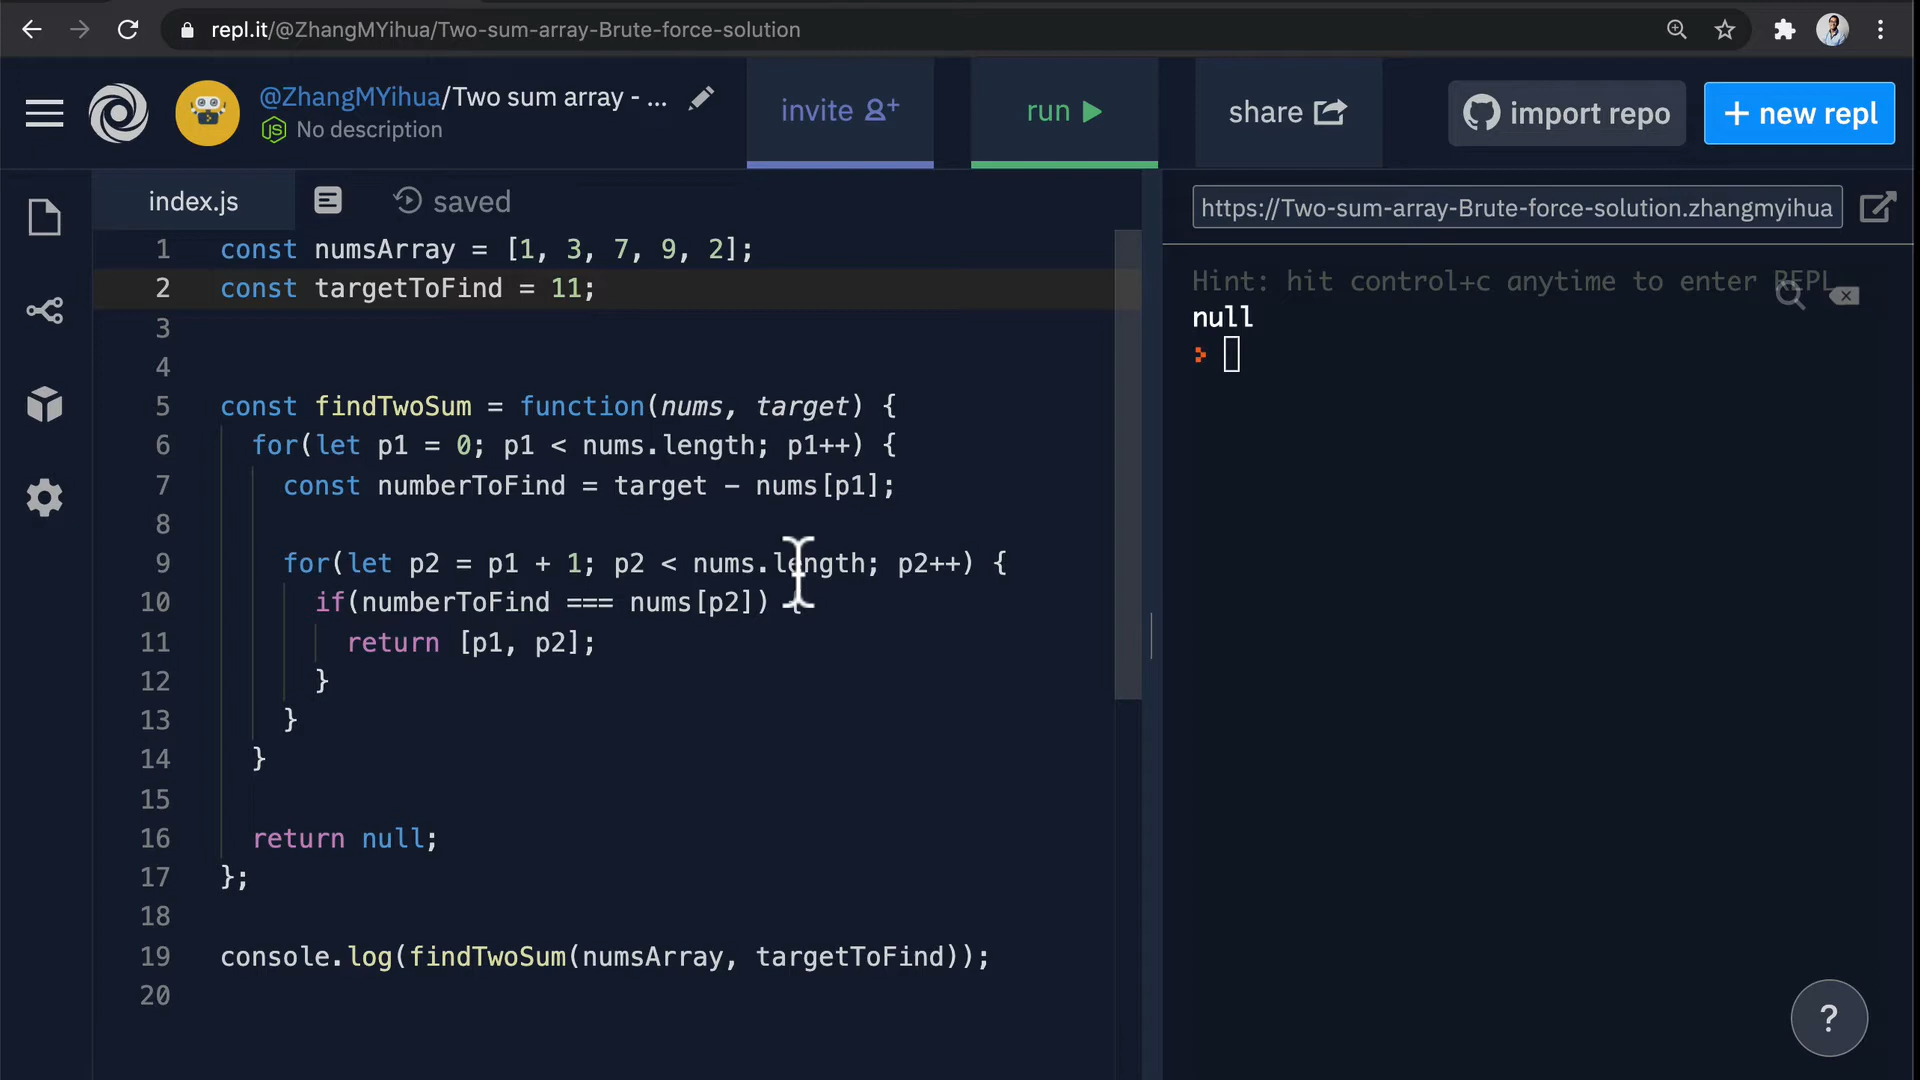 repl.it/@ZhangMYihua/Two-sum-array-Brute-force-solution
@ZhangMYihua/Two sum array - ...
JS No description
invite
run
share
import repo
+ new repl
index.js
saved
https://Two-sum-array-Brute-force-solution.zhangmyihua
1 const numsArray = [1, 3, 7, 9, 2];
2 const targetToFind = 11;
3
4
5 const findTwoSum = function(nums, target) {
6 for(let p1 = 0; p1 < nums.length; p1++) {
7 const numberToFind = target - nums[p1];
8
9 for(let p2 = p1 + 1; p2 < nums.length; p2++) {
10 if(numberToFind === nums[p2]) {
11 return [p1, p2];
12 }
13 }
14 }
15
16 return null;
17 };
18
19 console.log(findTwoSum(numsArray, targetToFind));
20
Hint: hit control+c anytime to enter REPL
null
>
?